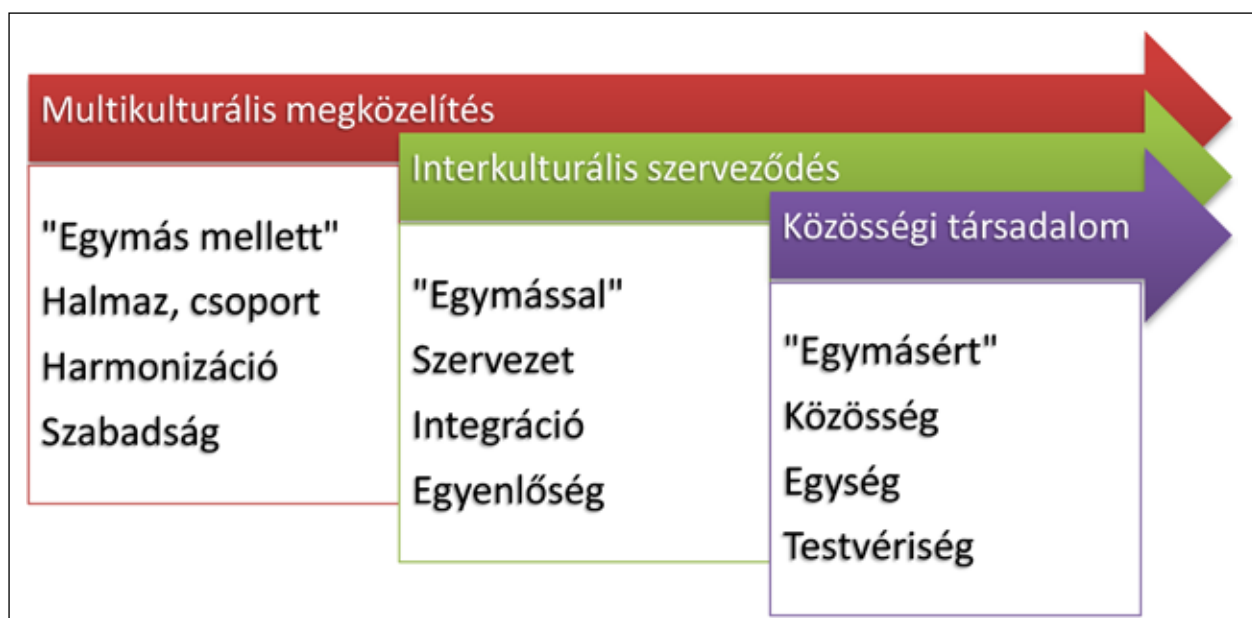 Multikulturális megközelítés
"Egymás mellett"
Halmaz, csoport
Harmonizáció
Szabadság
Interkulturális szerveződés
"Egymással"
Szervezet
Integráció
Egyenlőség
Közösségi társadalom
"Egymásért"
Közösség
Egység
Testvériség